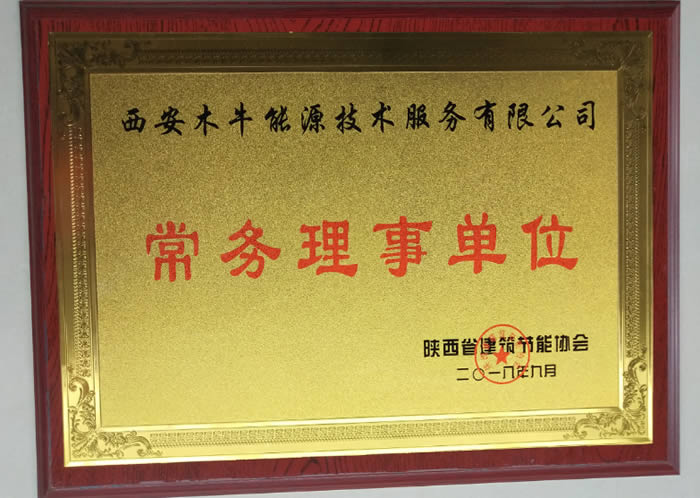 西安木牛能源技术服务有限公司
常务理事单位
陕西省建筑节能协会
二〇一八年九月